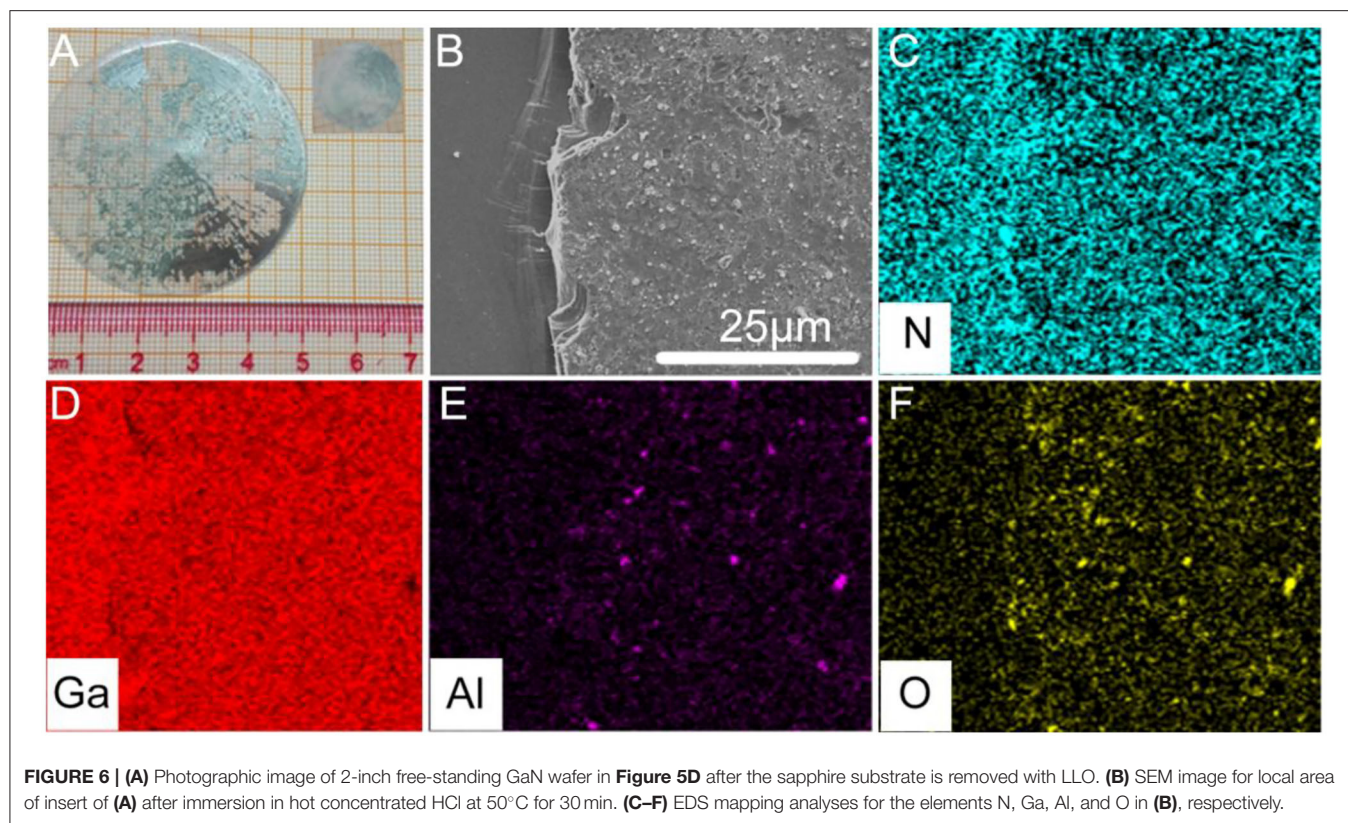 A
B
C
25μm
cm 1 2 3 4 5 6 7
N
D
E
F
Ga
Al
O
FIGURE 6 | (A) Photographic image of 2-inch free-standing GaN wafer in Figure 5D after the sapphire substrate is removed with LLO. (B) SEM image for local area
of insert of (A) after immersion in hot concentrated HCl at 50°C for 30 min. (C–F) EDS mapping analyses for the elements N, Ga, Al, and O in (B), respectively.